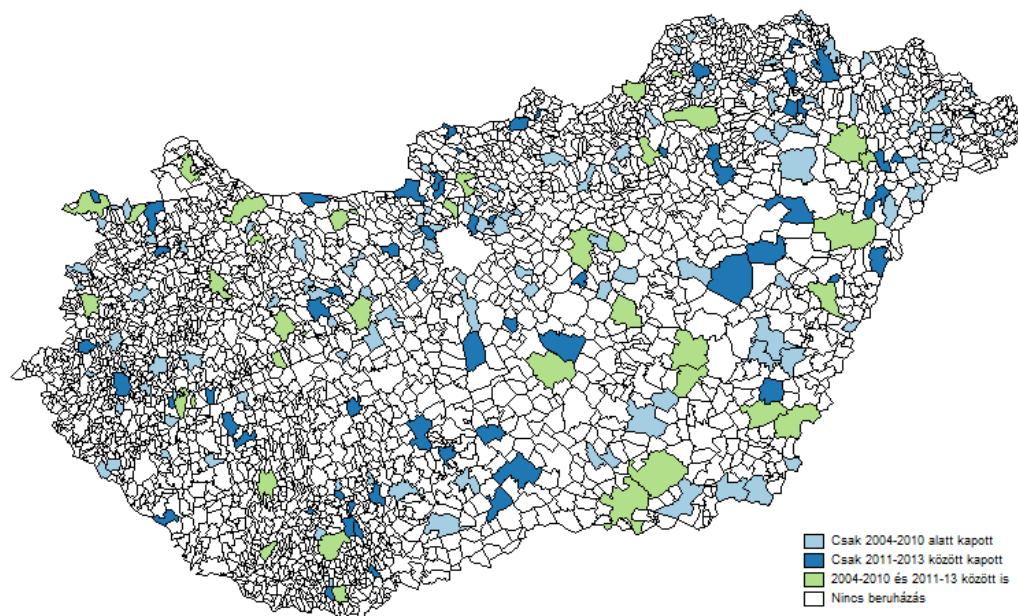 Csak 2004-2010 alatt kapott
Csak 2011-2013 között kapott
2004-2010 és 2011-13 között is
Nincs beruházás